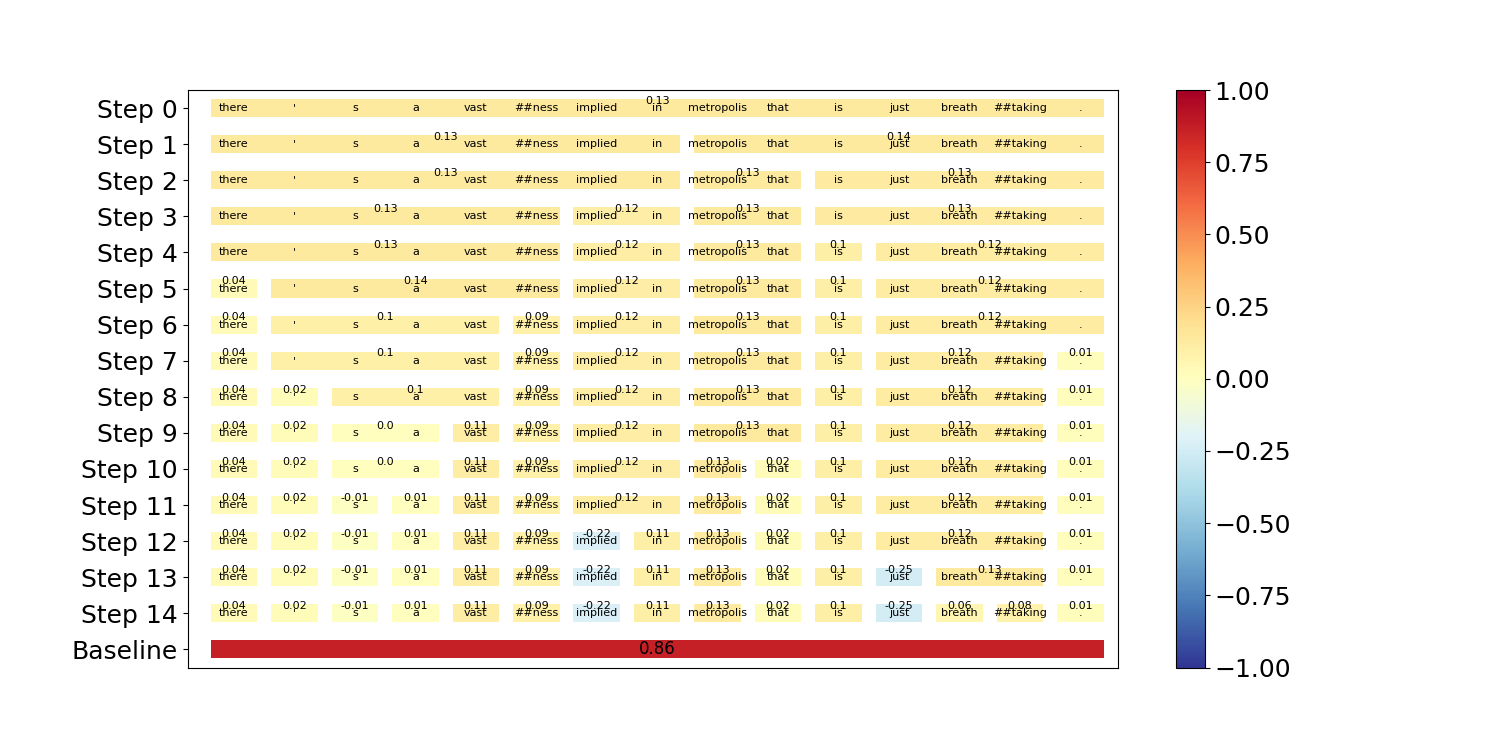 1.00
0.13
Step 0 there ' s a vast ##ness implied in metropolis that is just breath ##taking .
0.13 0.14
Step 1 there ' s a vast ##ness implied in metropolis that is just breath ##taking .
0.75
0.13 0.13 0.13
Step 2 there ' s a vast ##ness implied in metropolis that is just breath ##taking .
0.13 0.12 0.13 0.13
Step 3 there ' s a vast ##ness implied in metropolis that is just breath ##taking .
0.50
0.13 0.12 0.13 0.1 0.12
Step 4 there ' s a vast ##ness implied in metropolis that is just breath ##taking .
0.04 0.14 0.12 0.13 0.1 0.12
Step 5 there ' s a vast ##ness implied in metropolis that is just breath ##taking .
0.25
0.04 0.1 0.09 0.12 0.13 0.1 0.12
Step 6 there ' s a vast ##ness implied in metropolis that is just breath ##taking .
0.04 0.1 0.09 0.12 0.13 0.1 0.12 0.01
Step 7 there ' s a vast ##ness implied in metropolis that is just breath ##taking .
0.00
0.04 0.02 0.1 0.09 0.12 0.13 0.1 0.12 0.01
Step 8 there ' s a vast ##ness implied in metropolis that is just breath ##taking .
0.04 0.02 0.0 0.11 0.09 0.12 0.13 0.1 0.12 0.01
Step 9 there ' s a vast ##ness implied in metropolis that is just breath ##taking .
−0.25
0.04 0.02 0.0 0.11 0.09 0.12 0.13 0.02 0.1 0.12 0.01
Step 10 there ' s a vast ##ness implied in metropolis that is just breath ##taking .
0.04 0.02 -0.01 0.01 0.11 0.09 0.12 0.13 0.02 0.1 0.12 0.01
Step 11 there ' s a vast ##ness implied in metropolis that is just breath ##taking .
−0.50
0.04 0.02 -0.01 0.01 0.11 0.09 -0.22 0.11 0.13 0.02 0.1 0.12 0.01
Step 12 there ' s a vast ##ness implied in metropolis that is just breath ##taking .
0.04 0.02 -0.01 0.01 0.11 0.09 -0.22 0.11 0.13 0.02 0.1 -0.25 0.13 0.01
Step 13 there ' s a vast ##ness implied in metropolis that is just breath ##taking .
−0.75
0.04 0.02 -0.01 0.01 0.11 0.09 -0.22 0.11 0.13 0.02 0.1 -0.25 0.06 0.08 0.01
Step 14 there ' s a vast ##ness implied in metropolis that is just breath ##taking .
Baseline 0.86
−1.00